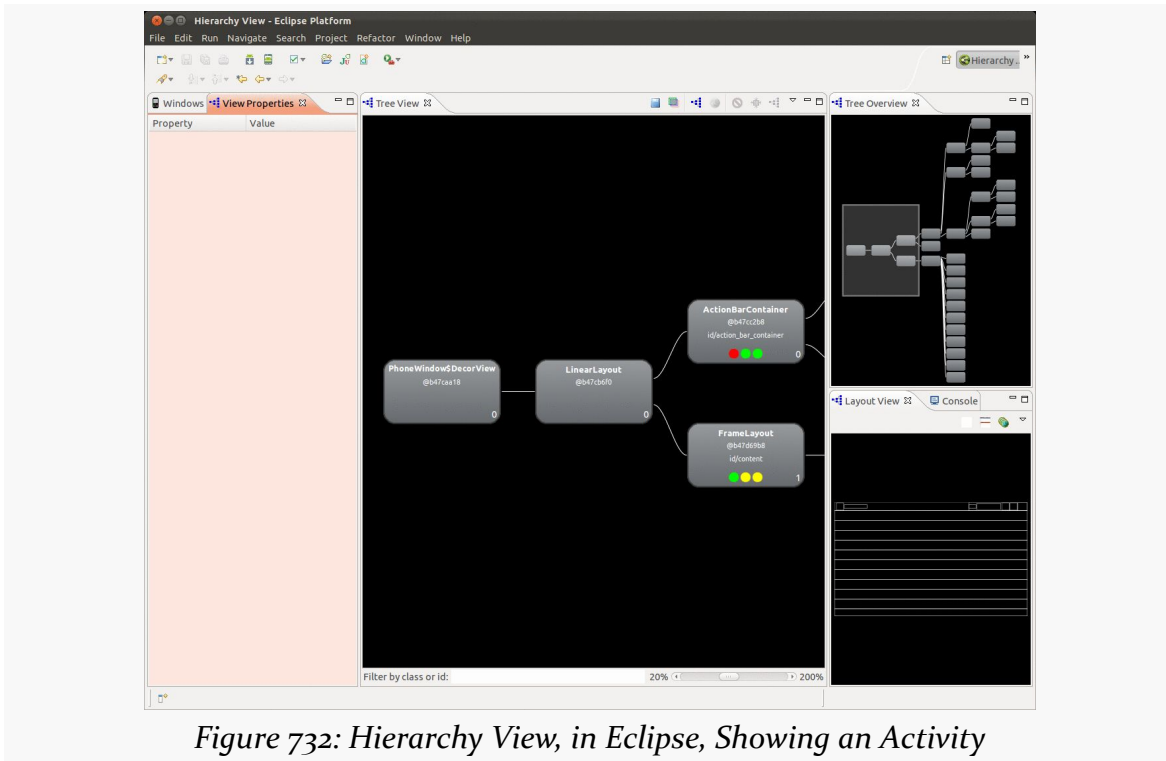 Hierarchy View - Eclipse Platform
File Edit Run Navigate Search Project Refactor Window Help
Hierarchy.. »
Windows View Properties
Property Value
Tree View
Tree Overview
PhoneWindow$DecorView
@b47caa18
0
LinearLayout
@b47cb6f0
0
ActionBarContainer
@b47cc2b8
id/action_bar_container
0
FrameLayout
@b47d69b8
id/content
1
Layout View Console
Filter by class or id: 20% 200%
Figure 732: Hierarchy View, in Eclipse, Showing an Activity